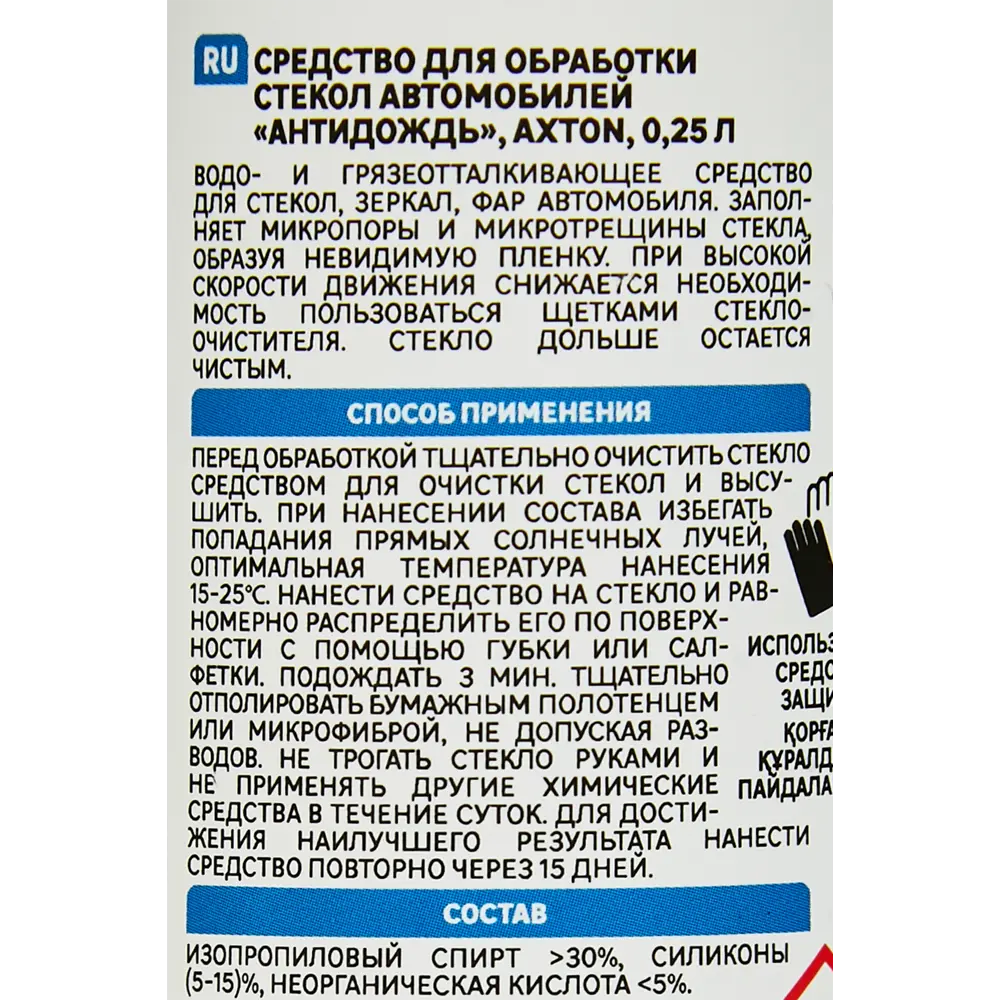 RU СРЕДСТВО ДЛЯ ОБРАБОТКИ
СТЕКОЛ АВТОМОБИЛЕЙ
«АНТИДОЖДЬ», AXTON, 0,25 Л
ВОДО- И ГРЯЗЕОТТАЛКИВАЮЩЕЕ СРЕДСТВО
ДЛЯ СТЕКОЛ, ЗЕРКАЛ, ФАР АВТОМОБИЛЯ. ЗАПОЛ-
НЯЕТ МИКРОПОРЫ И МИКРОТРЕЩИНЫ СТЕКЛА,
ОБРАЗУЯ НЕВИДИМУЮ ПЛЕНКУ. ПРИ ВЫСОКОЙ
СКОРОСТИ ДВИЖЕНИЯ СНИЖАЕТСЯ НЕОБХОДИ-
МОСТЬ ПОЛЬЗОВАТЬСЯ ЩЕТКАМИ СТЕКЛО-
ОЧИСТИТЕЛЯ. СТЕКЛО ДОЛЬШЕ ОСТАЕТСЯ
ЧИСТЫМ.
СПОСОБ ПРИМЕНЕНИЯ
ПЕРЕД ОБРАБОТКОЙ ТЩАТЕЛЬНО ОЧИСТИТЬ СТЕКЛО
СРЕДСТВОМ ДЛЯ ОЧИСТКИ СТЕКОЛ И ВЫСУ-
ШИТЬ. ПРИ НАНЕСЕНИИ СОСТАВА ИЗБЕГАТЬ
ПОПАДАНИЯ ПРЯМЫХ СОЛНЕЧНЫХ ЛУЧЕЙ,
ОПТИМАЛЬНАЯ ТЕМПЕРАТУРА НАНЕСЕНИЯ
15-25°С. НАНЕСТИ СРЕДСТВО НА СТЕКЛО И РАВ-
НОМЕРНО РАСПРЕДЕЛИТЬ ЕГО ПО ПОВЕРХ-
НОСТИ С ПОМОЩЬЮ ГУБКИ ИЛИ САЛ-
ФЕТКИ. ПОДОЖДАТЬ 3 МИН. ТЩАТЕЛЬНО
ОТПОЛИРОВАТЬ БУМАЖНЫМ ПОЛОТЕНЦЕМ
ИЛИ МИКРОФИБРОЙ, НЕ ДОПУСКАЯ РАЗ-
ВОДОВ. НЕ ТРОГАТЬ СТЕКЛО РУКАМИ И
НЕ ПРИМЕНЯТЬ ДРУГИЕ ХИМИЧЕСКИЕ
СРЕДСТВА В ТЕЧЕНИЕ СУТОК. ДЛЯ ДОСТИ-
ЖЕНИЯ НАИЛУЧШЕГО РЕЗУЛЬТАТА НАНЕСТИ
СРЕДСТВО ПОВТОРНО ЧЕРЕЗ 15 ДНЕЙ.
СОСТАВ
ИЗОПРОПИЛОВЫЙ СПИРТ >30%, СИЛИКОНЫ
(5-15)%, НЕОРГАНИЧЕСКАЯ КИСЛОТА <5%.